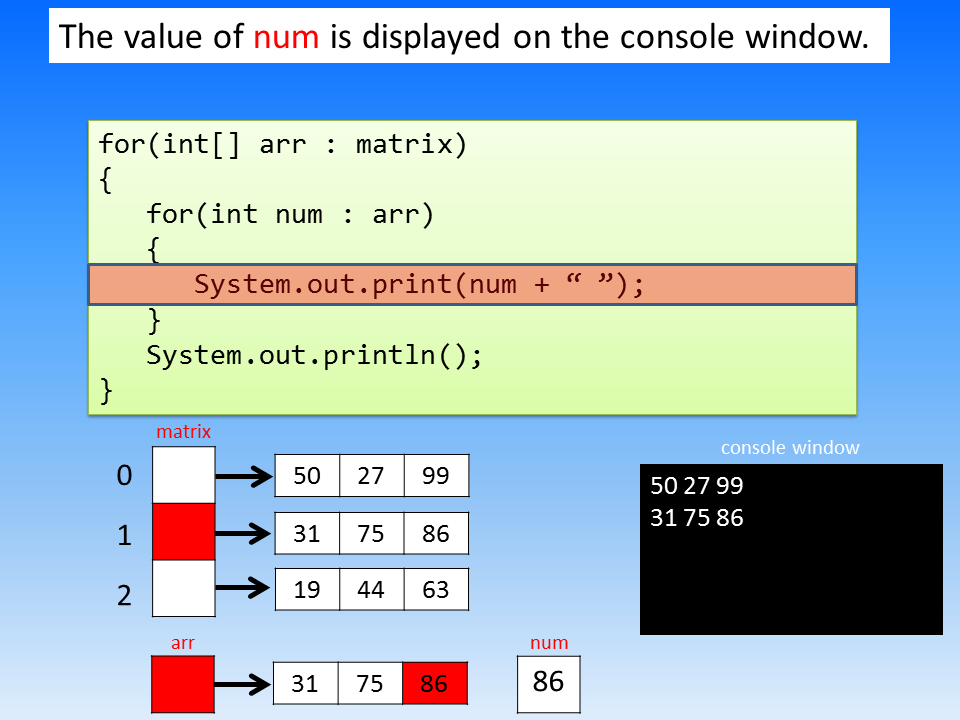 The value of num is displayed on the console window.
for(int[] arr : matrix)
{
   for(int num : arr)
   {
      System.out.print(num + “ ”);
   }
   System.out.println();
}
matrix
console window
0
50 27 99
1
31 75 86
2
19 44 63
50 27 99
31 75 86
arr
num
31 75 86
86